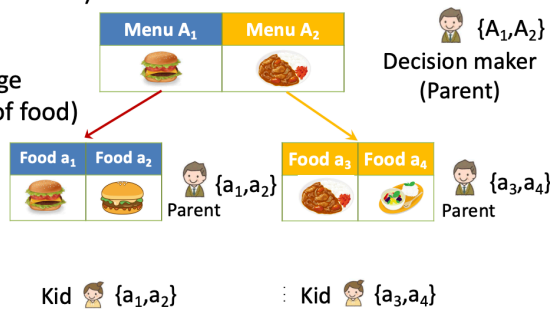 Menu A₁ Menu A₂
{A₁,A₂}
Decision maker
(Parent)
ge
of food)
Food a₁ Food a₂
{a₁,a₂}
Parent
Food a₃ Food a₄
{a₃,a₄}
Parent
Kid {a₁,a₂}
Kid {a₃,a₄}